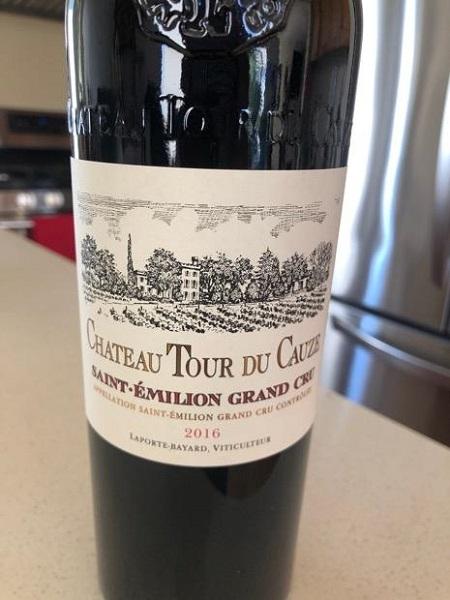 CHATEAU TOUR DU CAUZE
SAINT-ÉMILION GRAND CRU
APPELLATION SAINT-ÉMILION GRAND CRU CONTRÔLÉE
2016
LAPORTE-BAYARD, VITICULTEUR